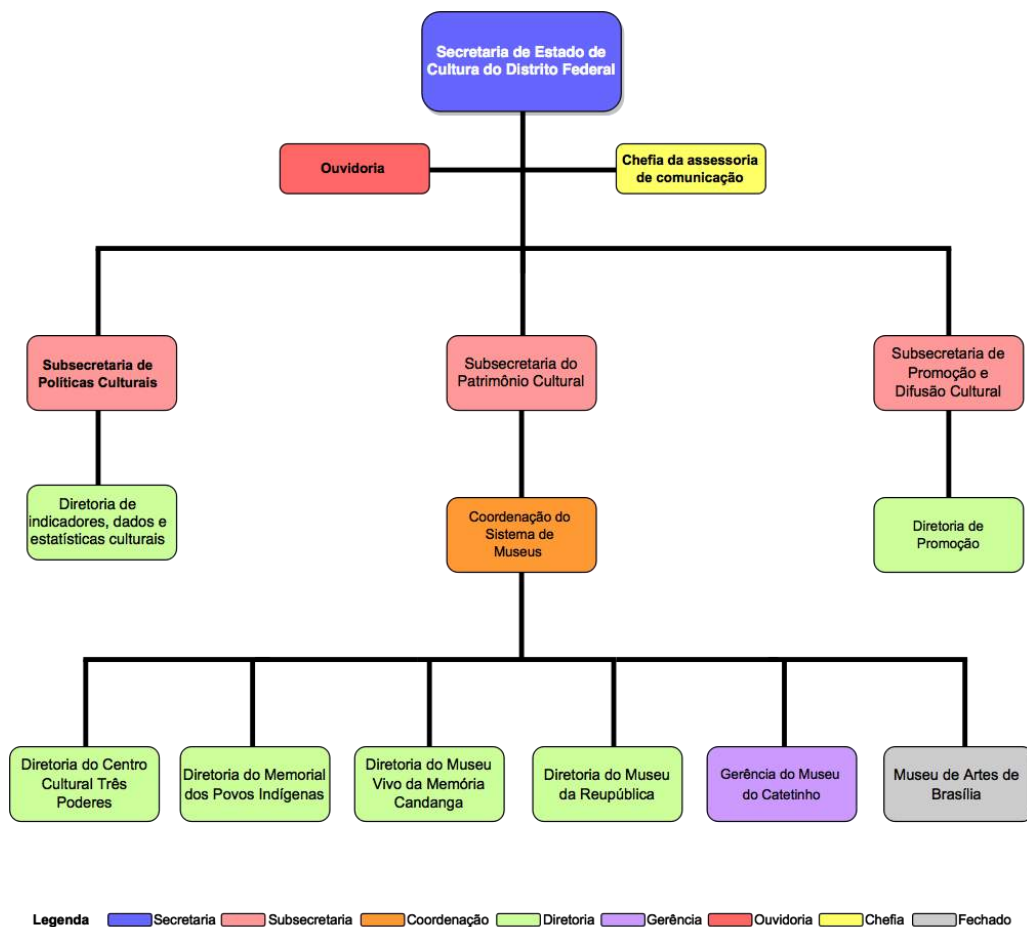 Secretaria de Estado de
Cultura do Distrito Federal
Ouvidoria
Chefia da assessoria
de comunicação
Subsecretaria de
Políticas Culturais
Subsecretaria do
Patrimônio Cultural
Subsecretaria de
Promoção e
Difusão Cultural
Diretoria de
indicadores, dados e
estatísticas culturais
Coordenação do
Sistema de
Museus
Diretoria de
Promoção
Diretoria do Centro
Cultural Três
Poderes
Diretoria do Memorial
dos Povos Indígenas
Diretoria do Museu
Vivo da Memória
Candanga
Diretoria do Museu
da Reupública
Gerência do Museu
do Catetinho
Museu de Artes de
Brasília
Legenda Secretaria Subsecretaria Coordenação Diretoria Gerência Ouvidoria Chefia Fechado